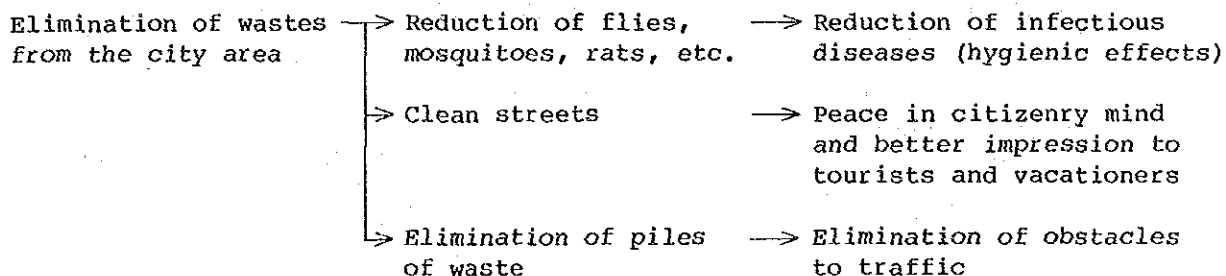 Elimination of wastes
from the city area
Reduction of flies,
mosquitoes, rats, etc.
Reduction of infectious
diseases (hygienic effects)
Clean streets
Peace in citizenry mind
and better impression to
tourists and vacationers
Elimination of piles
of waste
Elimination of obstacles
to traffic